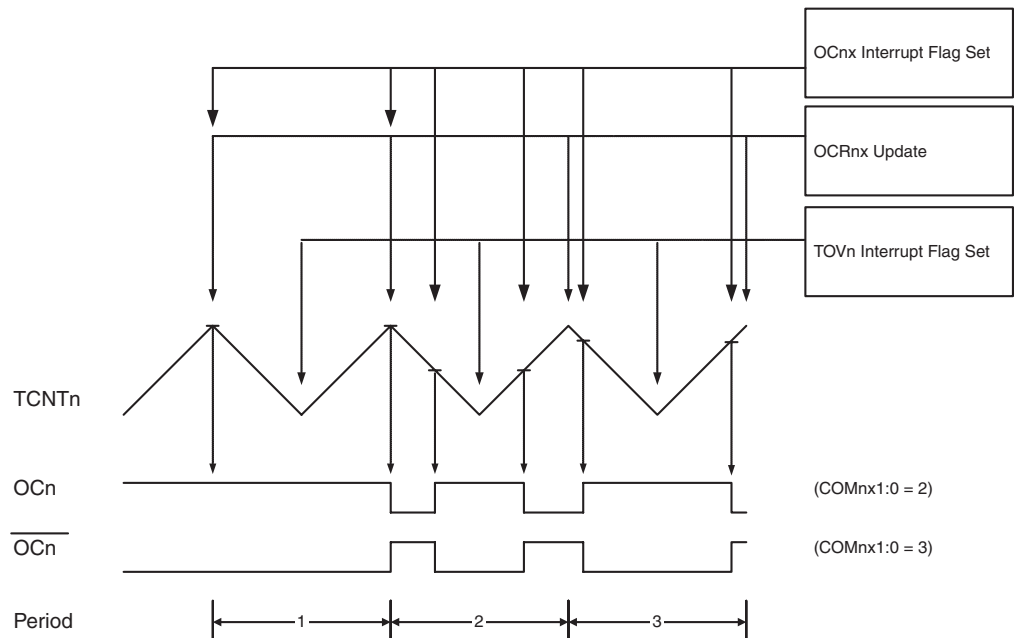 OCnx Interrupt Flag Set
OCRnx Update
TOVn Interrupt Flag Set
TCNTn
OCn
(COMnx1:0 = 2)
OCn
(COMnx1:0 = 3)
Period
1
2
3